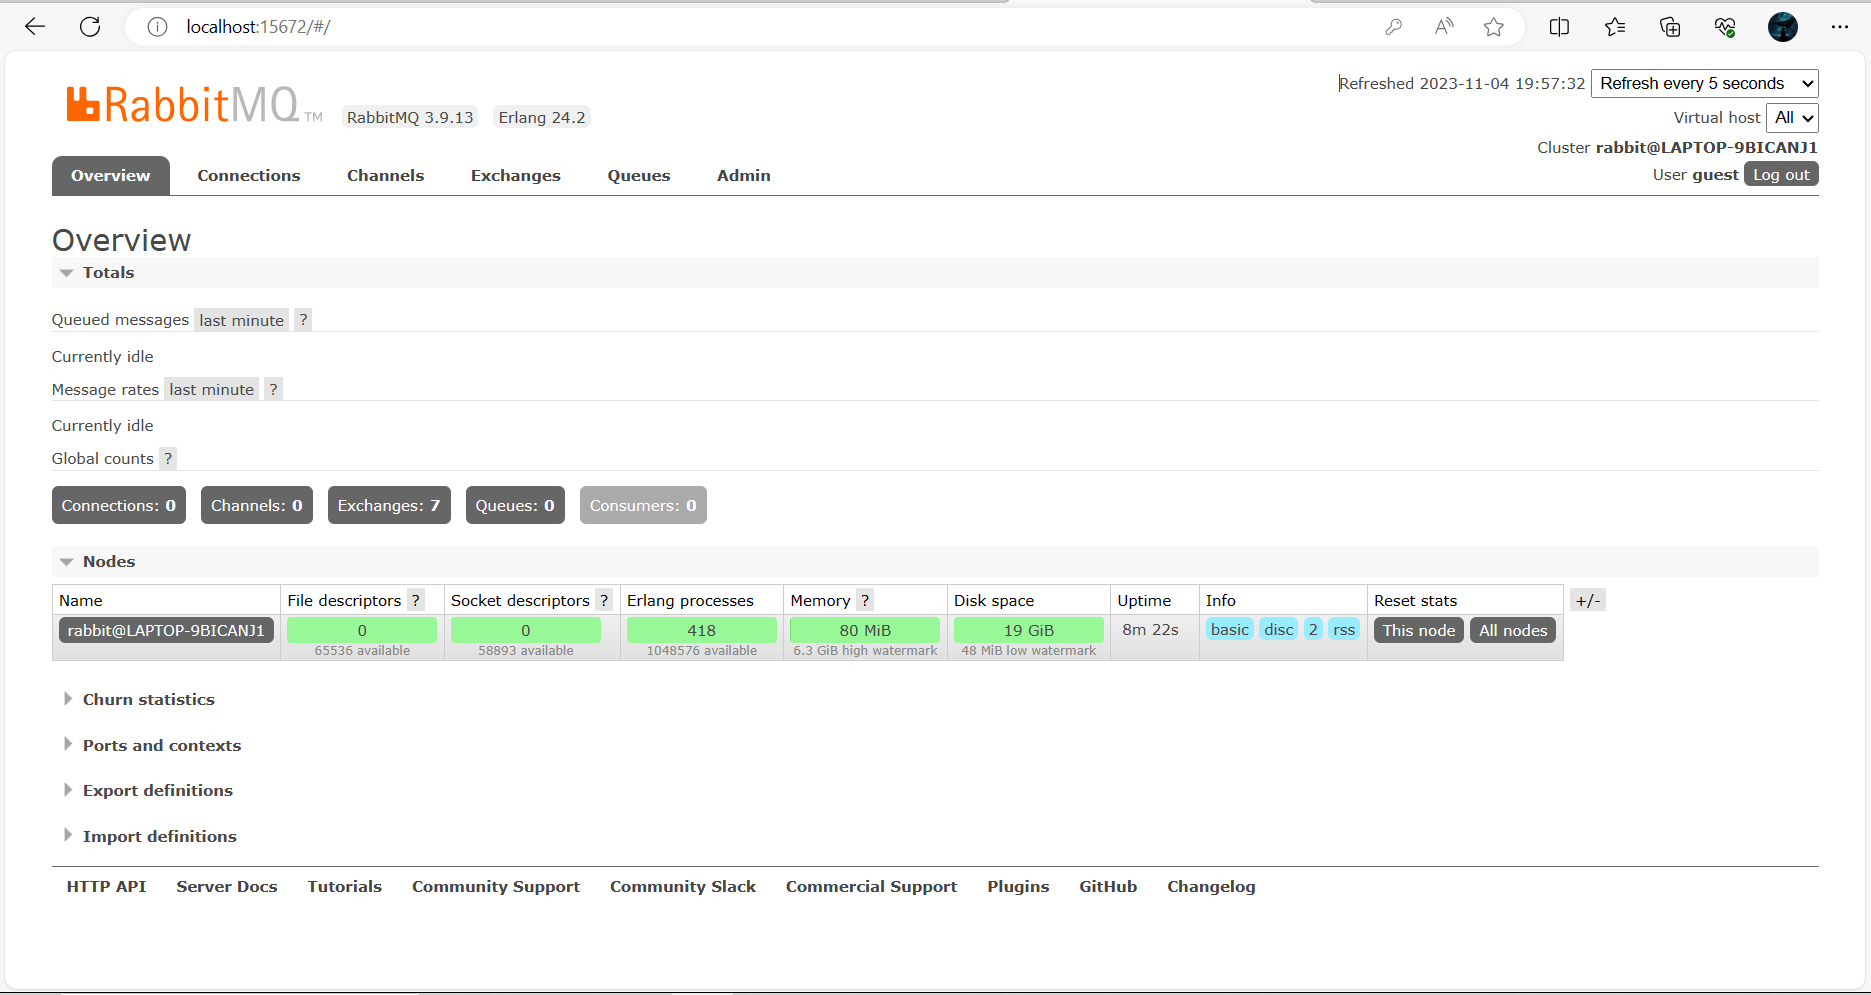 localhost:15672/#/
Refreshed 2023-11-04 19:57:32 Refresh every 5 seconds
RabbitMQ TM RabbitMQ 3.9.13 Erlang 24.2
Virtual host All
Cluster rabbit@LAPTOP-9BICANJ1
User guest Log out
Overview Connections Channels Exchanges Queues Admin
Overview
Totals
Queued messages last minute ?
Currently idle
Message rates last minute ?
Currently idle
Global counts ?
Connections: 0 Channels: 0 Exchanges: 7 Queues: 0 Consumers: 0
Nodes
Name File descriptors ? Socket descriptors ? Erlang processes Memory ? Disk space Uptime Info Reset stats +/-
rabbit@LAPTOP-9BICANJ1 0 0 418 80 MiB 19 GiB 8m 22s basic disc 2 rss This node All nodes
65536 available 58893 available 1048576 available 6.3 GiB high watermark 48 MiB low watermark
Churn statistics
Ports and contexts
Export definitions
Import definitions
HTTP API Server Docs Tutorials Community Support Community Slack Commercial Support Plugins GitHub Changelog